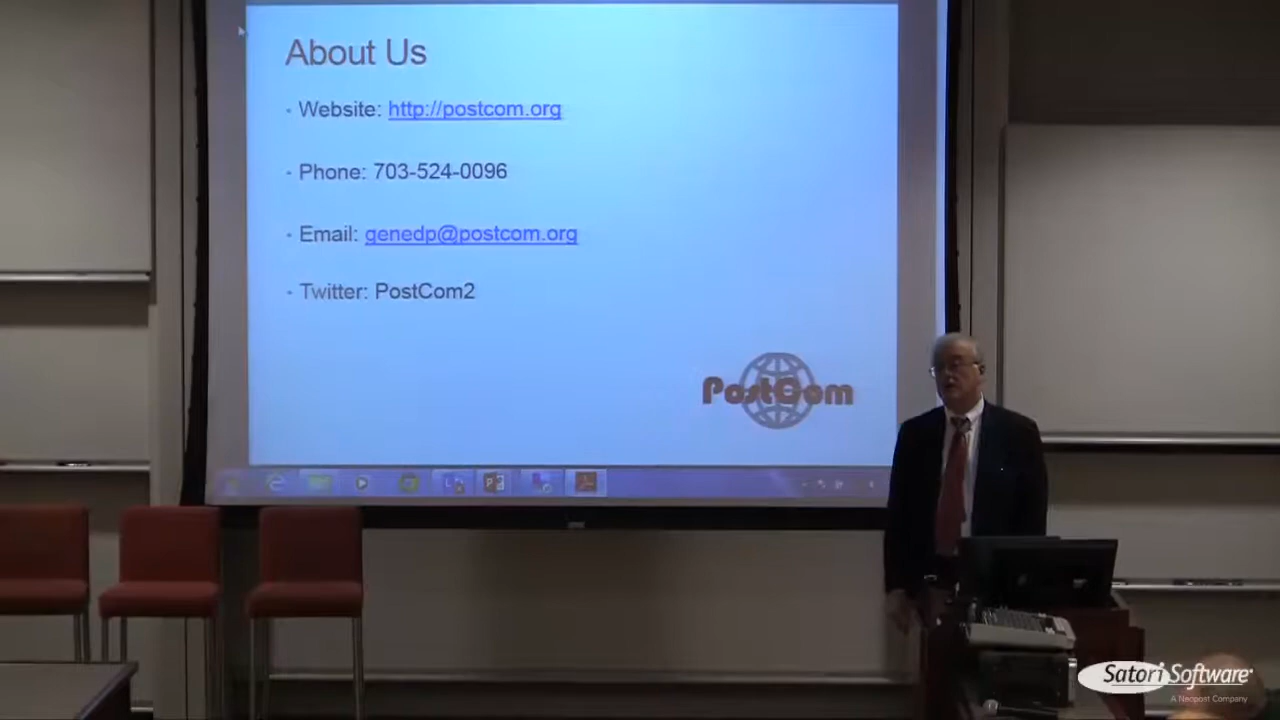 About Us
- Website: http://postcom.org
- Phone: 703-524-0096
- Email: genedp@postcom.org
- Twitter: PostCom2
PostCom
Satori Software
A Neopost Company